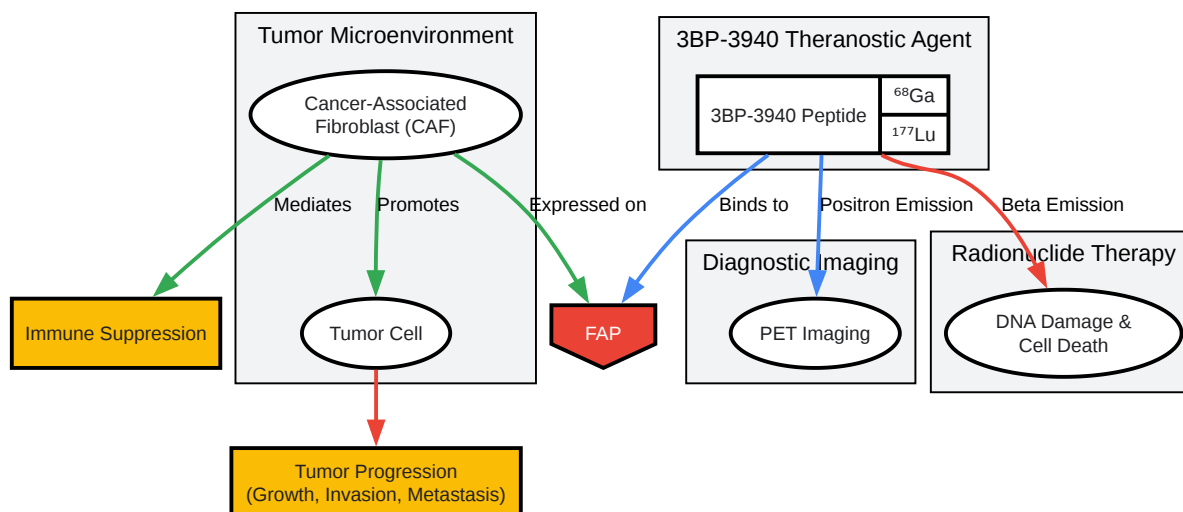 Tumor Microenvironment
3BP-3940 Theranostic Agent
Cancer-Associated
Fibroblast (CAF)
3BP-3940 Peptide
⁶⁸Ga
¹⁷⁷Lu
Mediates
Promotes
Expressed on
Binds to
Positron Emission
Beta Emission
Diagnostic Imaging
Radionuclide Therapy
Immune Suppression
Tumor Cell
FAP
PET Imaging
DNA Damage &
Cell Death
Tumor Progression
(Growth, Invasion, Metastasis)